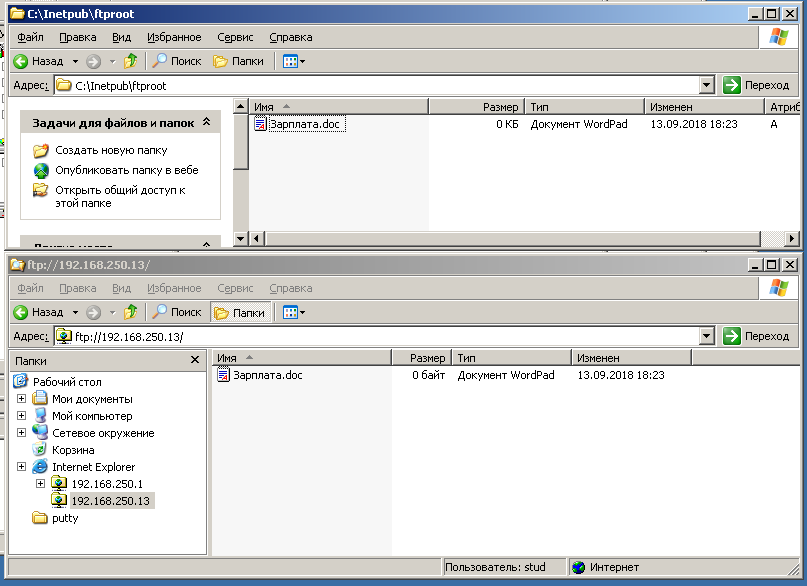 C:\Inetpub\ftproot
Файл Правка Вид Избранное Сервис Справка
Назад Поиск Папки
Адрес: C:\Inetpub\ftproot Переход
Задачи для файлов и папок
Создать новую папку
Опубликовать папку в вебе
Открыть общий доступ к
этой папке
Другие места
Имя Размер Тип Изменен Атриб
Зарплата.doc 0 КБ Документ WordPad 13.09.2018 18:23 A
ftp://192.168.250.13/
Файл Правка Вид Избранное Сервис Справка
Назад Поиск Папки
Адрес: ftp://192.168.250.13/ Переход
Папки
Рабочий стол
Мои документы
Мой компьютер
Сетевое окружение
Корзина
Internet Explorer
192.168.250.1
192.168.250.13
putty
Имя Размер Тип Изменен
Зарплата.doc 0 байт Документ WordPad 13.09.2018 18:23
Пользователь: stud Интернет